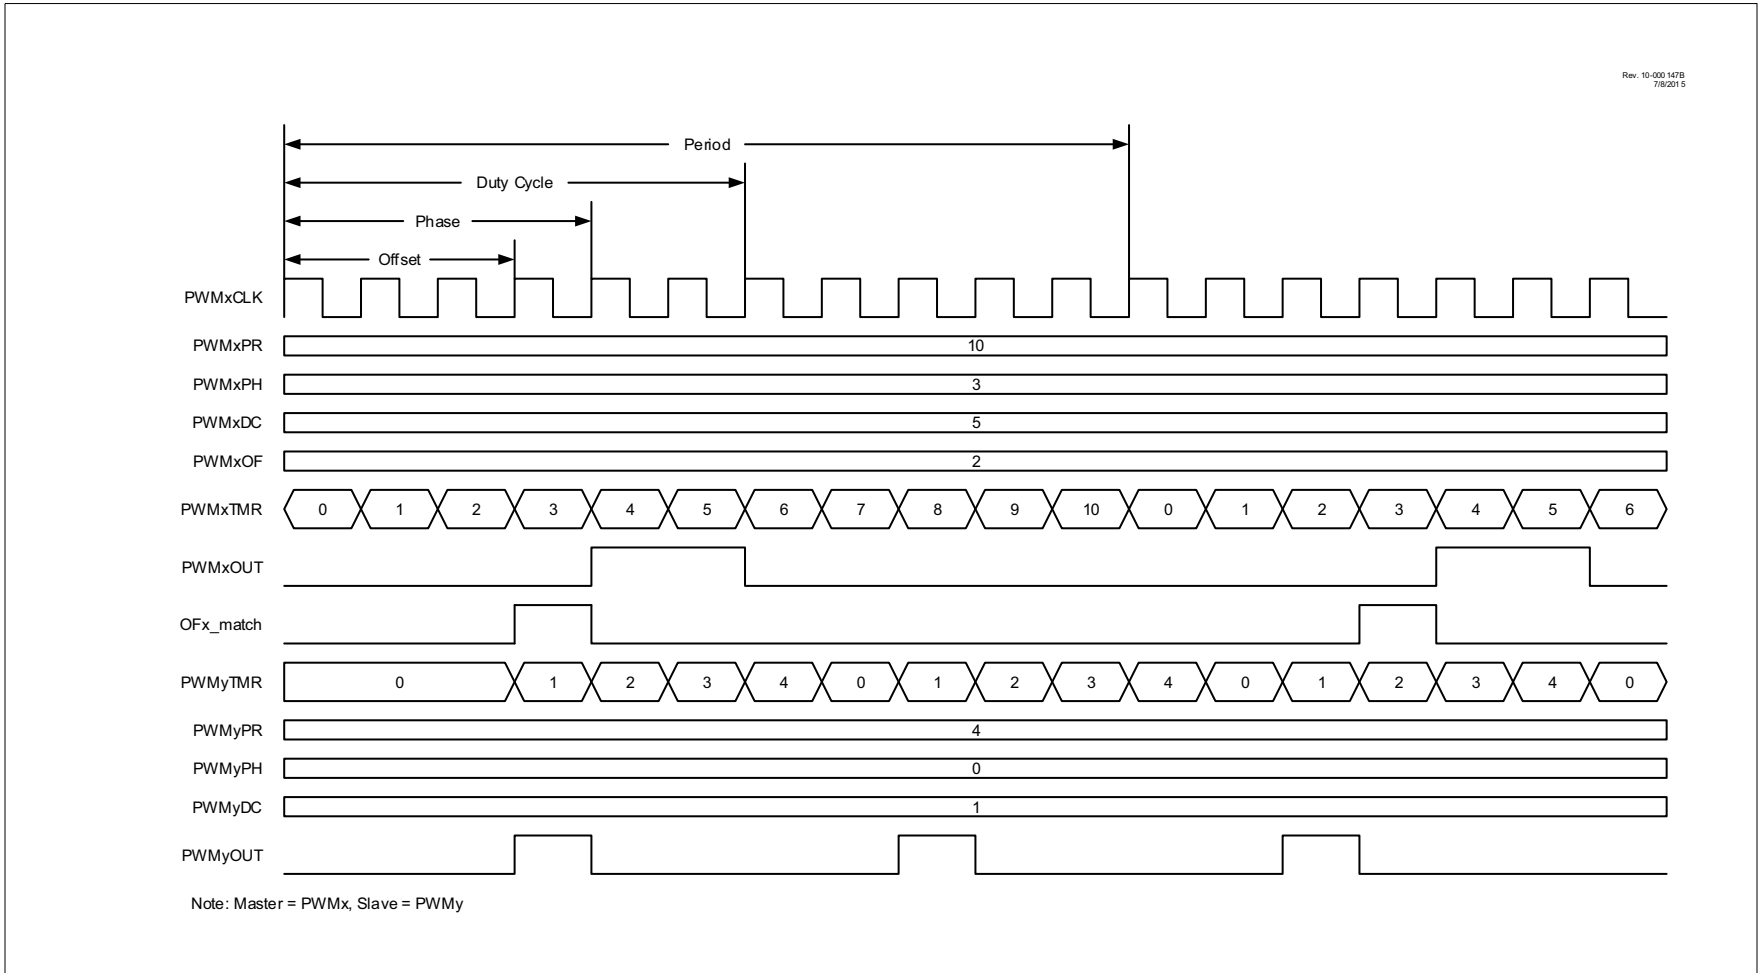 Rev. 10-000 147B
7/8/201 5
Period
Duty Cycle
Phase
Offset
PWMxCLK
PWMxPR 10
PWMxPH 3
PWMxDC 5
PWMxOF 2
PWMxTMR 0 1 2 3 4 5 6 7 8 9 10 0 1 2 3 4 5 6
PWMxOUT
OFx_match
PWMyTMR 0 1 2 3 4 0 1 2 3 4 0 1 2 3 4 0
PWMyPR 4
PWMyPH 0
PWMyDC 1
PWMyOUT
Note: Master = PWMx, Slave = PWMy